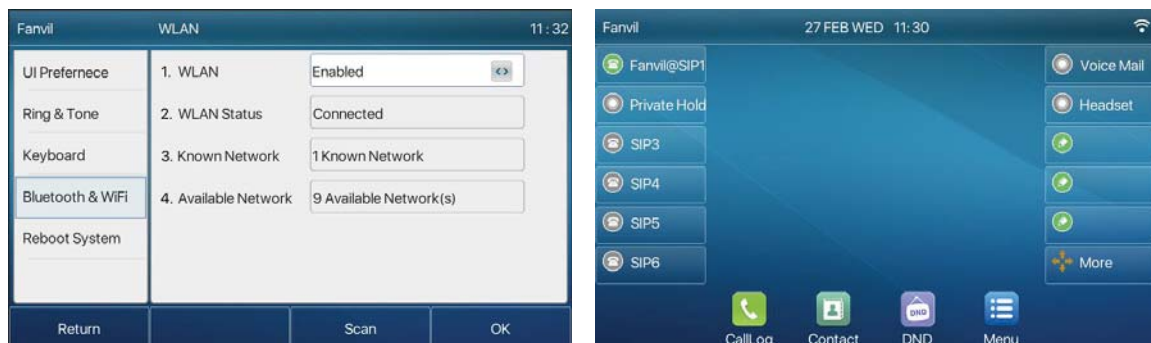 Fanvil WLAN 11:32
UI Prefernece
Ring & Tone
Keyboard
Bluetooth & WiFi
Reboot System
1. WLAN Enabled
2. WLAN Status Connected
3. Known Network 1 Known Network
4. Available Network 9 Available Network(s)
Return Scan OK
Fanvil 27 FEB WED 11:30
Fanvil@SIP1
Private Hold
SIP3
SIP4
SIP5
SIP6
Voice Mail
Headset
More
DND
CallLog Contact DND Menu